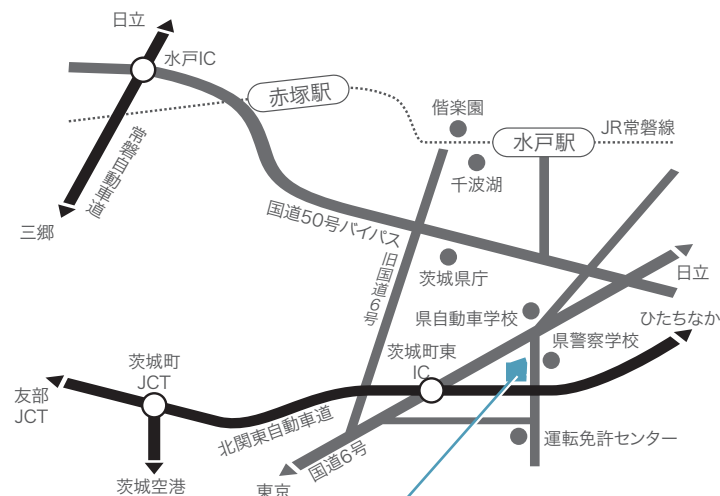 日立
水戸IC
赤塚駅
偕楽園
JR常磐線
水戸駅
千波湖
常磐自動車道
三郷
国道50号バイパス
旧国道6号
茨城県庁
日立
県自動車学校
ひたちなか
県警察学校
茨城町東
IC
茨城町
JCT
友部
JCT
北関東自動車道
国道6号
運転免許センター
茨城空港
東京